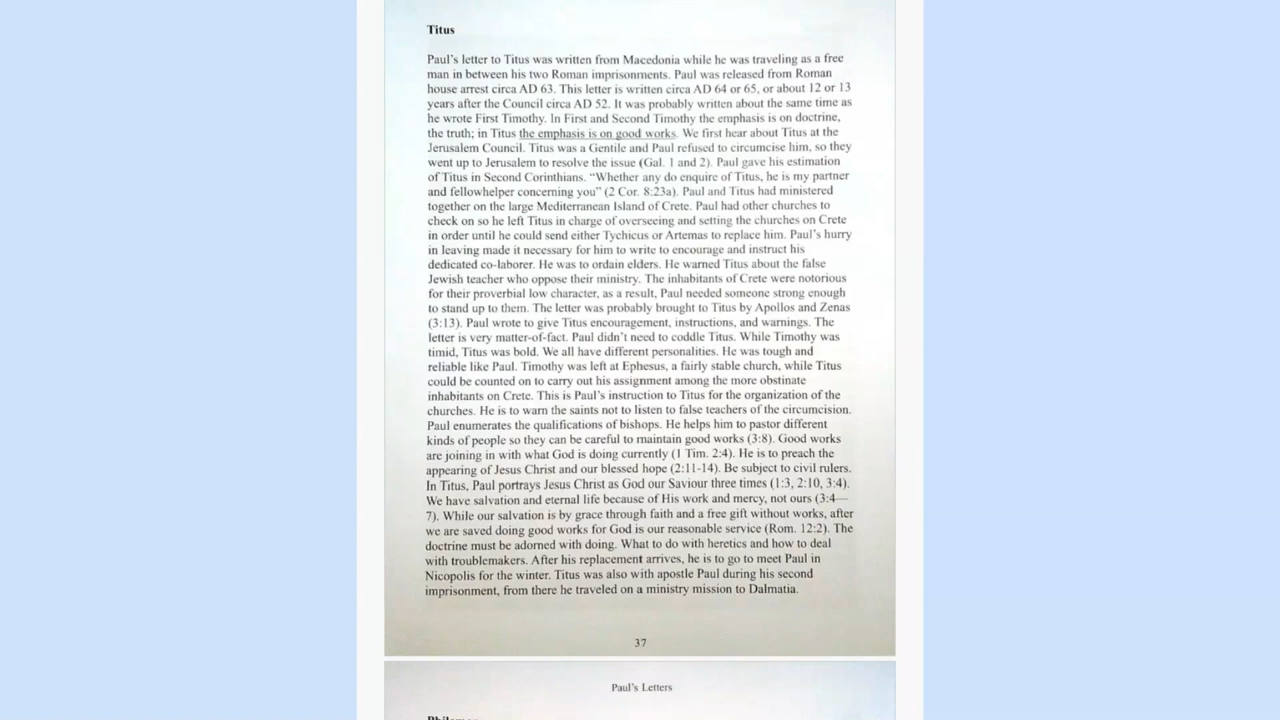 Titus
Paul's letter to Titus was written from Macedonia while he was traveling as a free
man in between his two Roman imprisonments. Paul was released from Roman
house arrest circa AD 63. This letter is written circa AD 64 or 65, or about 12 or 13
years after the Council circa AD 52. It was probably written about the same time as
he wrote First Timothy. In First and Second Timothy the emphasis is on doctrine,
the truth; in Titus the emphasis is on good works. We first hear about Titus at the
Jerusalem Council. Titus was a Gentile and Paul refused to circumcise him, so they
went up to Jerusalem to resolve the issue (Gal. 1 and 2). Paul gave his estimation
of Titus in Second Corinthians. “Whether any do enquire of Titus, he is my partner
and fellowhelper concerning you” (2 Cor. 8:23a). Paul and Titus had ministered
together on the large Mediterranean Island of Crete. Paul had other churches to
check on so he left Titus in charge of overseeing and setting the churches on Crete
in order until he could send either Tychicus or Artemas to replace him. Paul's hurry
in leaving made it necessary for him to write to encourage and instruct his
dedicated co-laborer. He was to ordain elders. He warned Titus about the false
Jewish teacher who oppose their ministry. The inhabitants of Crete were notorious
for their proverbial low character, as a result, Paul needed someone strong enough
to stand up to them. The letter was probably brought to Titus by Apollos and Zenas
(3:13). Paul wrote to give Titus encouragement, instructions, and warnings. The
letter is very matter-of-fact. Paul didn't need to coddle Titus. While Timothy was
timid, Titus was bold. We all have different personalities. He was tough and
reliable like Paul. Timothy was left at Ephesus, a fairly stable church, while Titus
could be counted on to carry out his assignment among the more obstinate
inhabitants on Crete. This is Paul's instruction to Titus for the organization of the
churches. He is to warn the saints not to listen to false teachers of the circumcision.
Paul enumerates the qualifications of bishops. He helps him to pastor different
kinds of people so they can be careful to maintain good works (3:8). Good works
are joining in with what God is doing currently (1 Tim. 2:4). He is to preach the
appearing of Jesus Christ and our blessed hope (2:11-14). Be subject to civil rulers.
In Titus, Paul portrays Jesus Christ as God our Saviour three times (1:3, 2:10, 3:4).
We have salvation and eternal life because of His work and mercy, not ours (3:4—
7). While our salvation is by grace through faith and a free gift without works, after
we are saved doing good works for God is our reasonable service (Rom. 12:2). The
doctrine must be adorned with doing. What to do with heretics and how to deal
with troublemakers. After his replacement arrives, he is to go to meet Paul in
Nicopolis for the winter. Titus was also with apostle Paul during his second
imprisonment, from there he traveled on a ministry mission to Dalmatia.
37
Paul's Letters